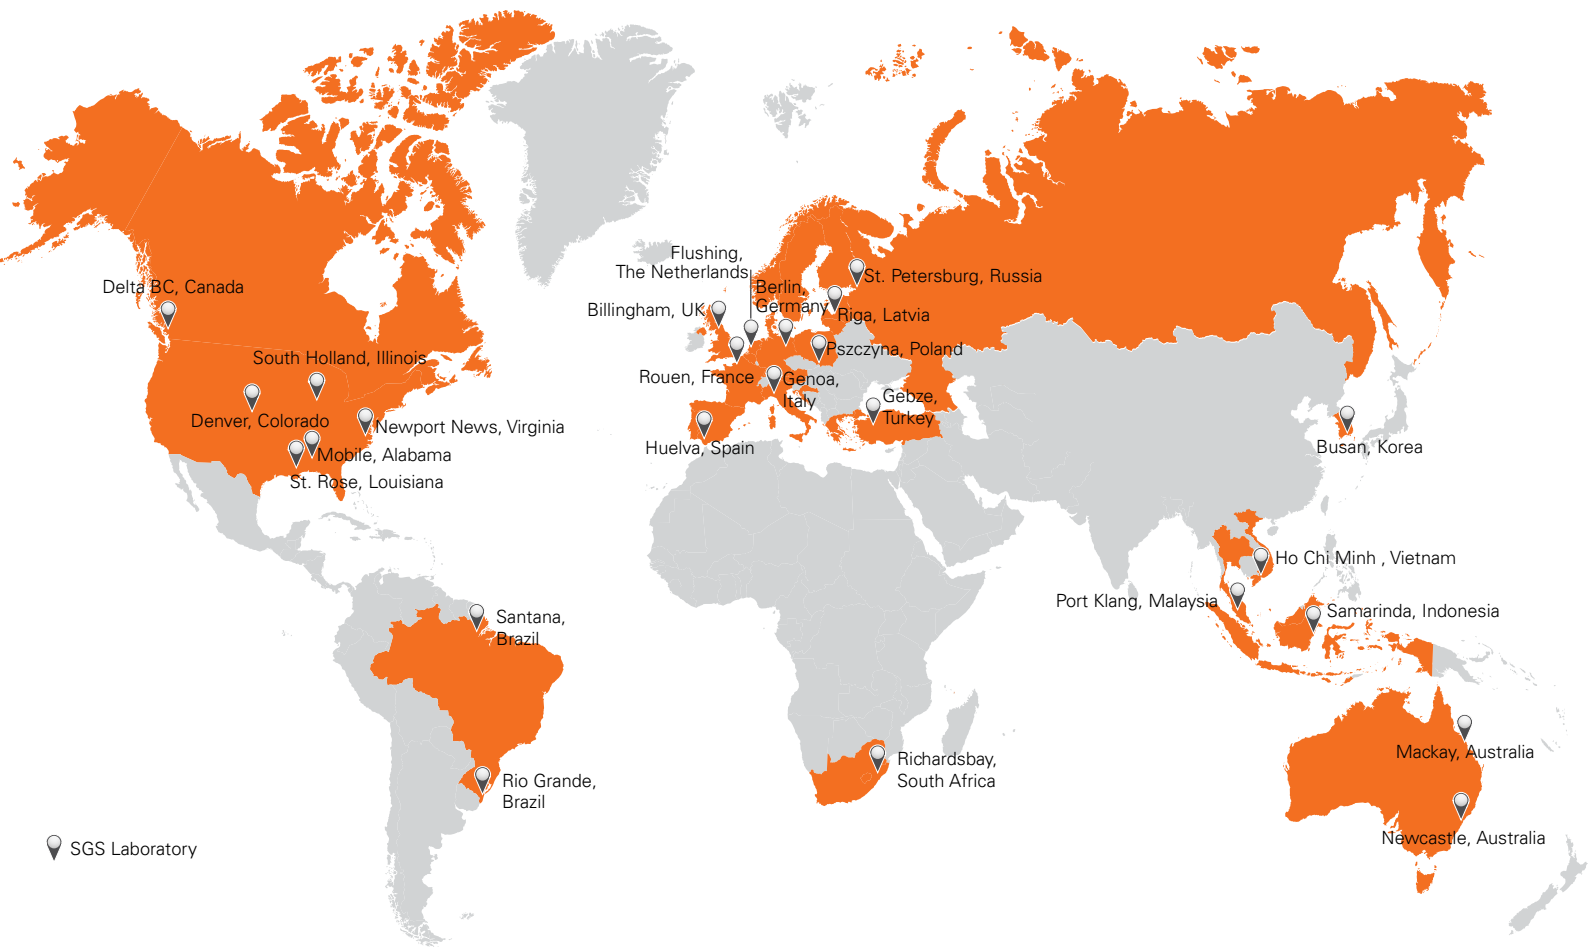 Flushing,
The Netherlands
St. Petersburg, Russia
Delta BC, Canada
Berlin,
Germany
Billingham, UK
Riga, Latvia
Pszczyna, Poland
South Holland, Illinois
Rouen, France
Genoa,
Italy
Gebze,
Turkey
Denver, Colorado
Newport News, Virginia
Mobile, Alabama
Huelva, Spain
Busan, Korea
St. Rose, Louisiana
Ho Chi Minh , Vietnam
Port Klang, Malaysia
Samarinda, Indonesia
Santana,
Brazil
Mackay, Australia
Richardsbay,
South Africa
Rio Grande,
Brazil
Newcastle, Australia
SGS Laboratory